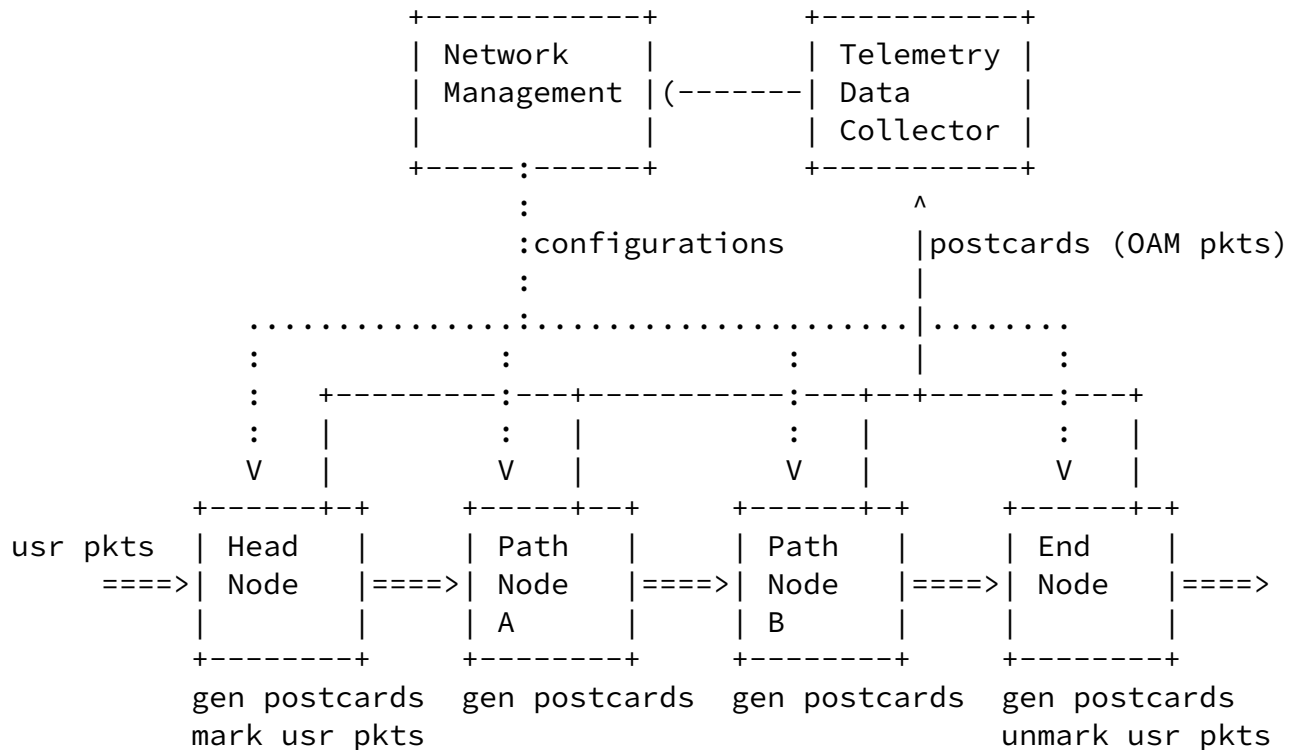 Network
Management
Telemetry
Data
Collector
configurations
postcards (OAM pkts)
V V V V
usr pkts
Head
Node
Path
Node
A
Path
Node
B
End
Node
gen postcards
mark usr pkts
gen postcards
gen postcards
gen postcards
unmark usr pkts